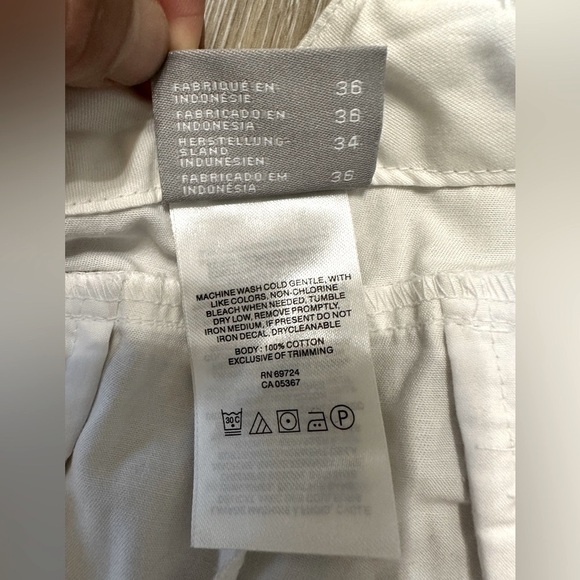 FABRIQUÉ EN: INDONÉSIE 36
FABRICADO EN INDONESIA 36
HERSTELLUNG-
SLAND
INDUNESIEN: 34
FABRICADO EM
INDONÉSIA: 36
MACHINE WASH COLD GENTLE, WITH
LIKE COLORS, NON-CHLORINE
BLEACH WHEN NEEDED, TUMBLE
DRY LOW, REMOVE PROMPTLY,
IRON MEDIUM, IF PRESENT DO NOT
IRON DECAL, DRYCLEANABLE
BODY: 100% COTTON
EXCLUSIVE OF TRIMMING
RN 69724
CA 05367
30C P